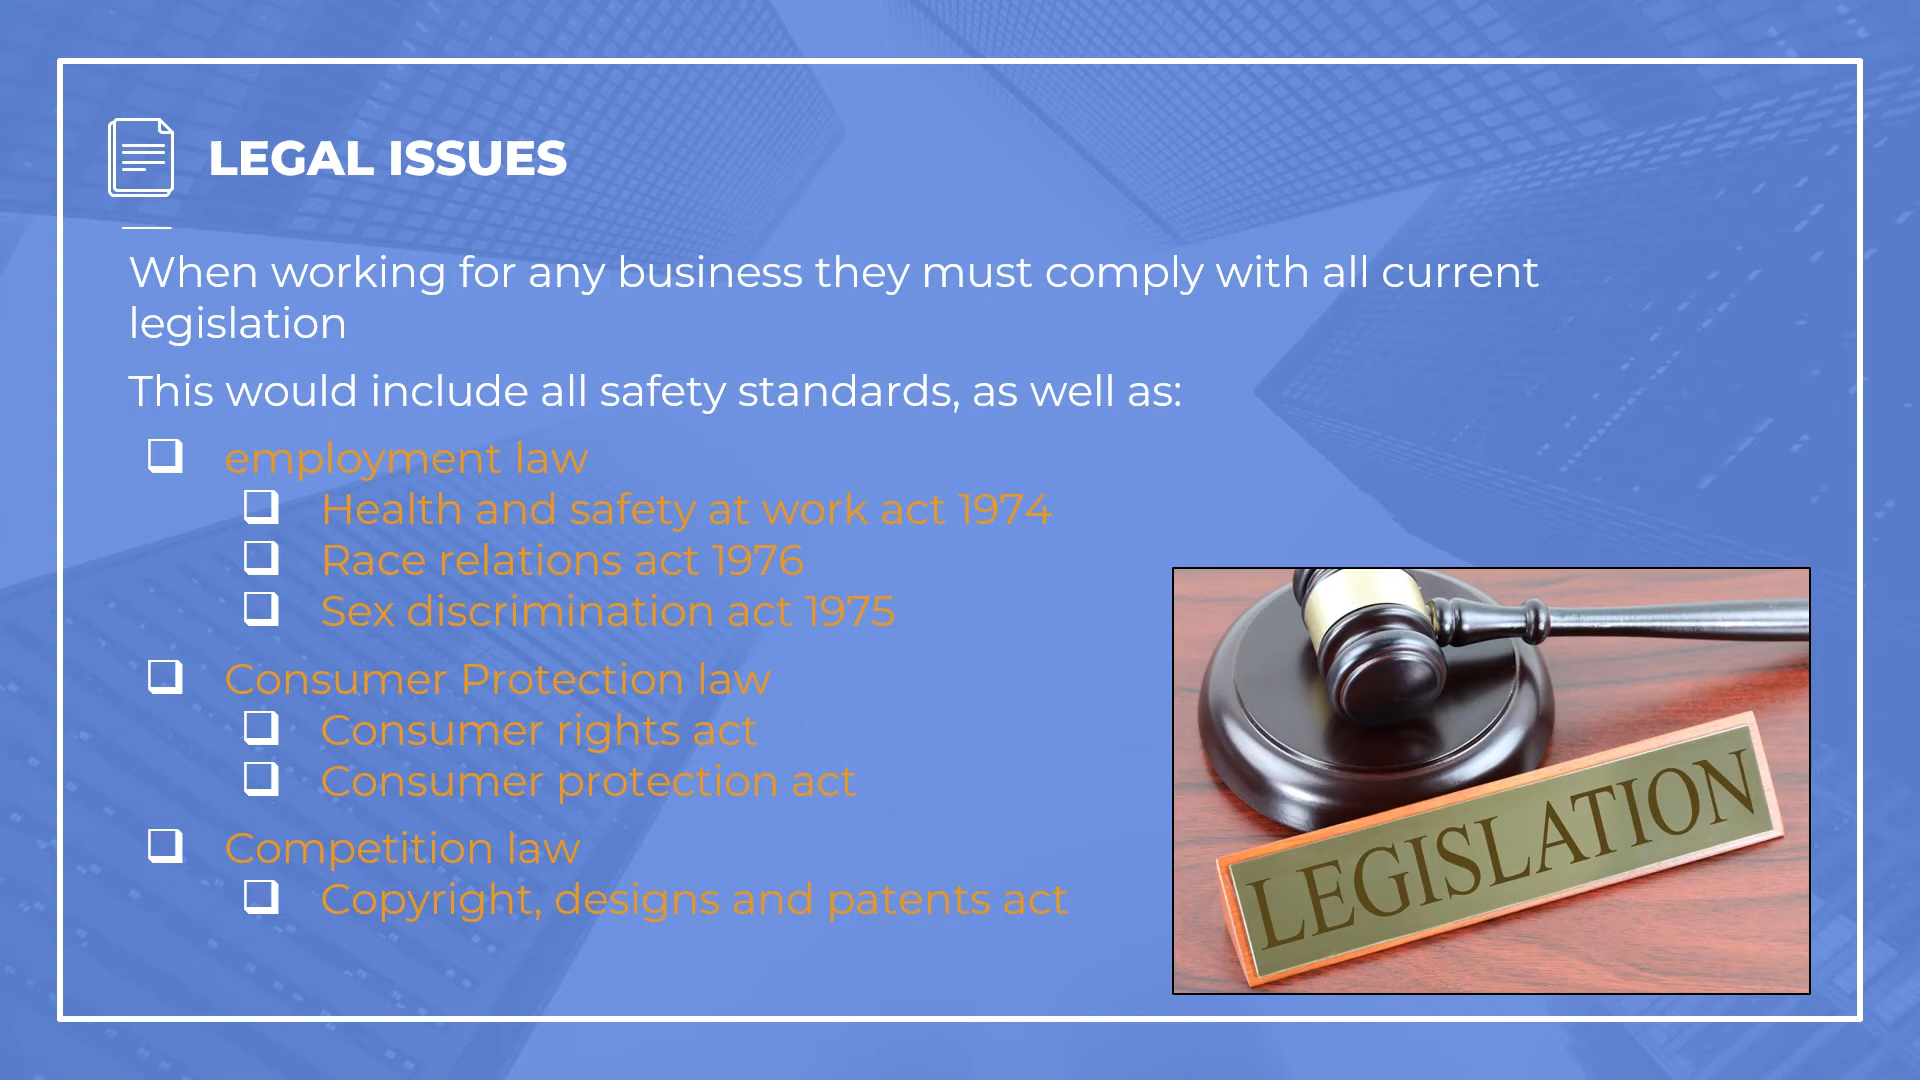 LEGAL ISSUES
When working for any business they must comply with all current
legislation
This would include all safety standards, as well as:
employment law
Health and safety at work act 1974
Race relations act 1976
Sex discrimination act 1975
Consumer Protection law
Consumer rights act
Consumer protection act
Competition law
Copyright, designs and patents act
LEGISLATION